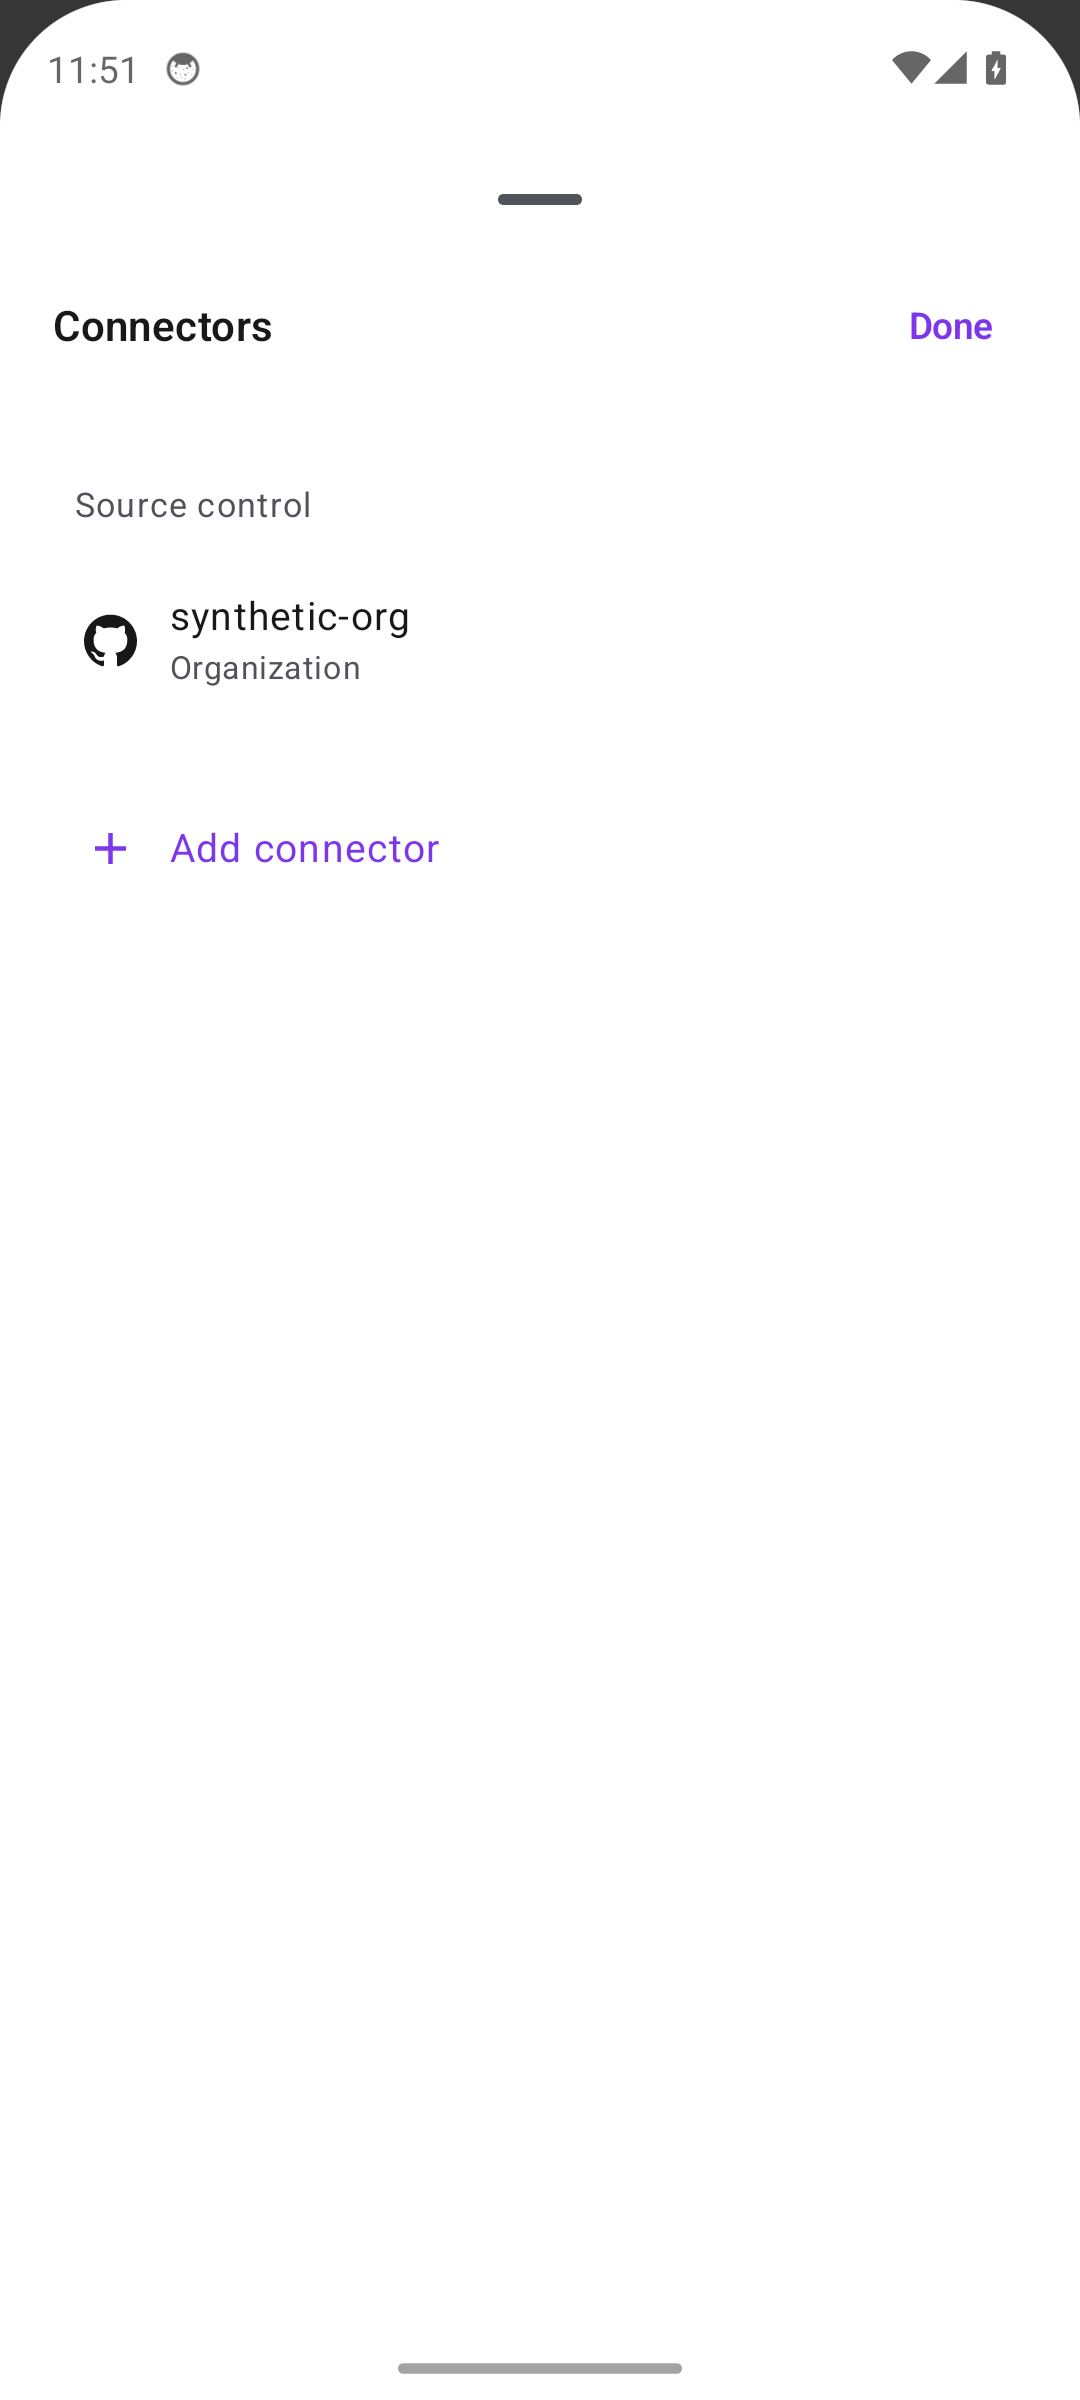 11:51
Connectors
Done
Source control
synthetic-org
Organization
Add connector